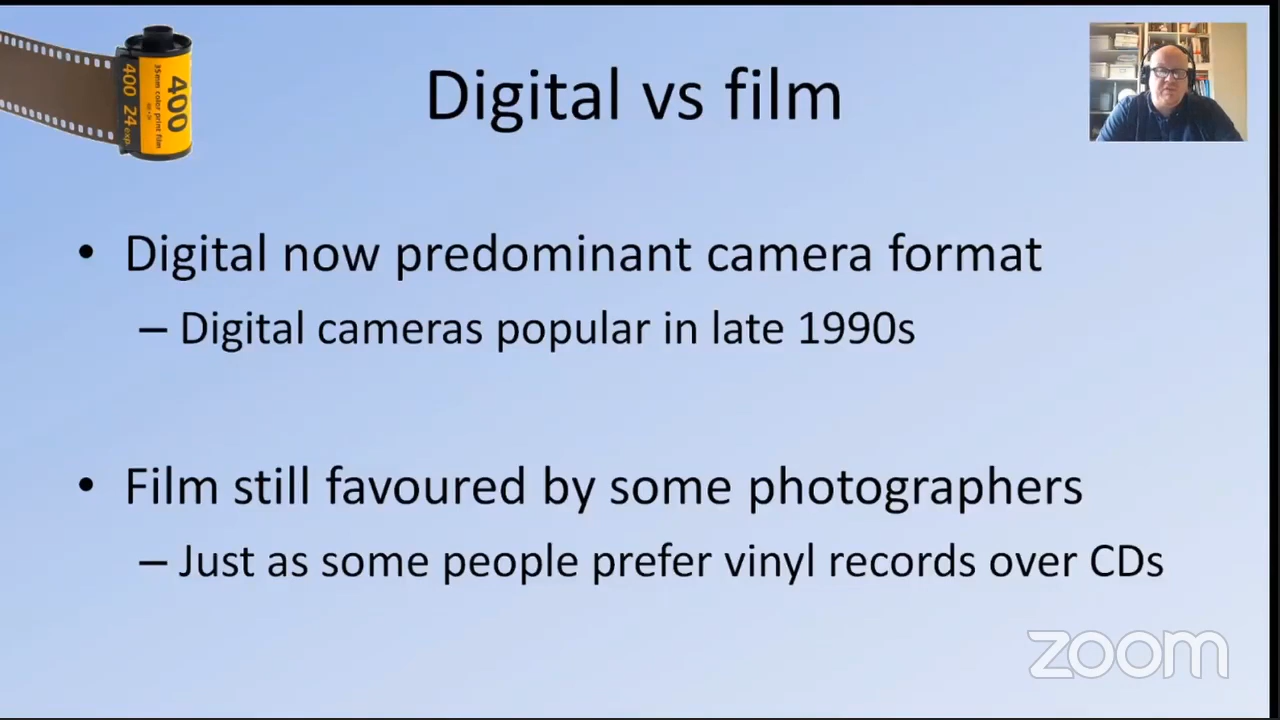 Digital vs film
400
35mm color print film
400 24 exp.
• Digital now predominant camera format
– Digital cameras popular in late 1990s
• Film still favoured by some photographers
– Just as some people prefer vinyl records over CDs
zoom